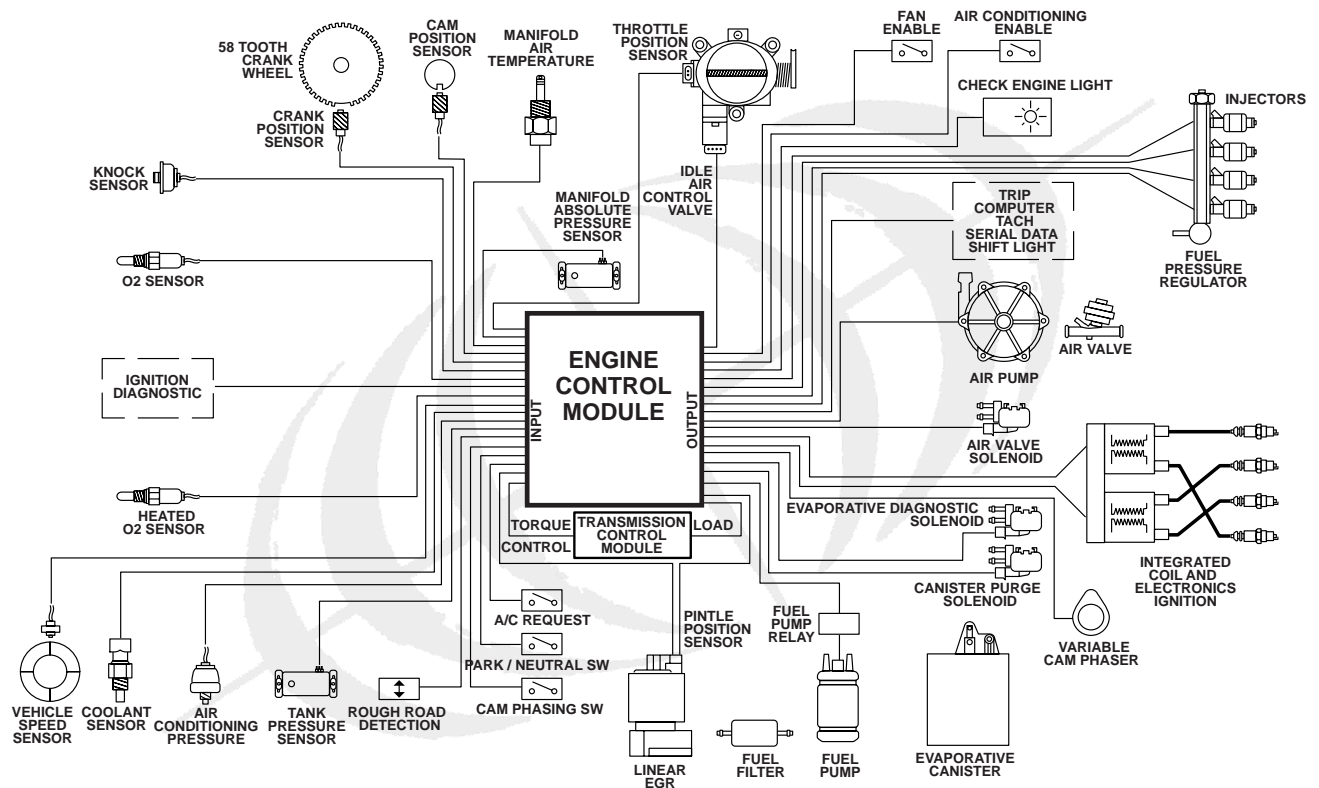 58 TOOTH
CRANK
WHEEL
CAM
POSITION
SENSOR
MANIFOLD
AIR
TEMPERATURE
THROTTLE
POSITION
SENSOR
FAN
ENABLE
AIR CONDITIONING
ENABLE
CHECK ENGINE LIGHT
INJECTORS
CRANK
POSITION
SENSOR
KNOCK
SENSOR
MANIFOLD
ABSOLUTE
PRESSURE
SENSOR
IDLE
AIR
CONTROL
VALVE
TRIP
COMPUTER
TACH
SERIAL DATA
SHIFT LIGHT
FUEL
PRESSURE
REGULATOR
O2 SENSOR
AIR VALVE
AIR PUMP
IGNITION
DIAGNOSTIC
ENGINE
CONTROL
MODULE
INPUT
OUTPUT
AIR VALVE
SOLENOID
HEATED
O2 SENSOR
EVAPORATIVE DIAGNOSTIC
SOLENOID
TORQUE
CONTROL
TRANSMISSION
CONTROL
MODULE
LOAD
INTEGRATED
COIL AND
ELECTRONICS
IGNITION
CANISTER PURGE
SOLENOID
A/C REQUEST
PINTLE
POSITION
SENSOR
FUEL
PUMP
RELAY
VARIABLE
CAM PHASER
PARK / NEUTRAL SW
CAM PHASING SW
VEHICLE
SPEED
SENSOR
COOLANT
SENSOR
AIR
CONDITIONING
PRESSURE
TANK
PRESSURE
SENSOR
ROUGH ROAD
DETECTION
LINEAR
EGR
FUEL
FILTER
FUEL
PUMP
EVAPORATIVE
CANISTER